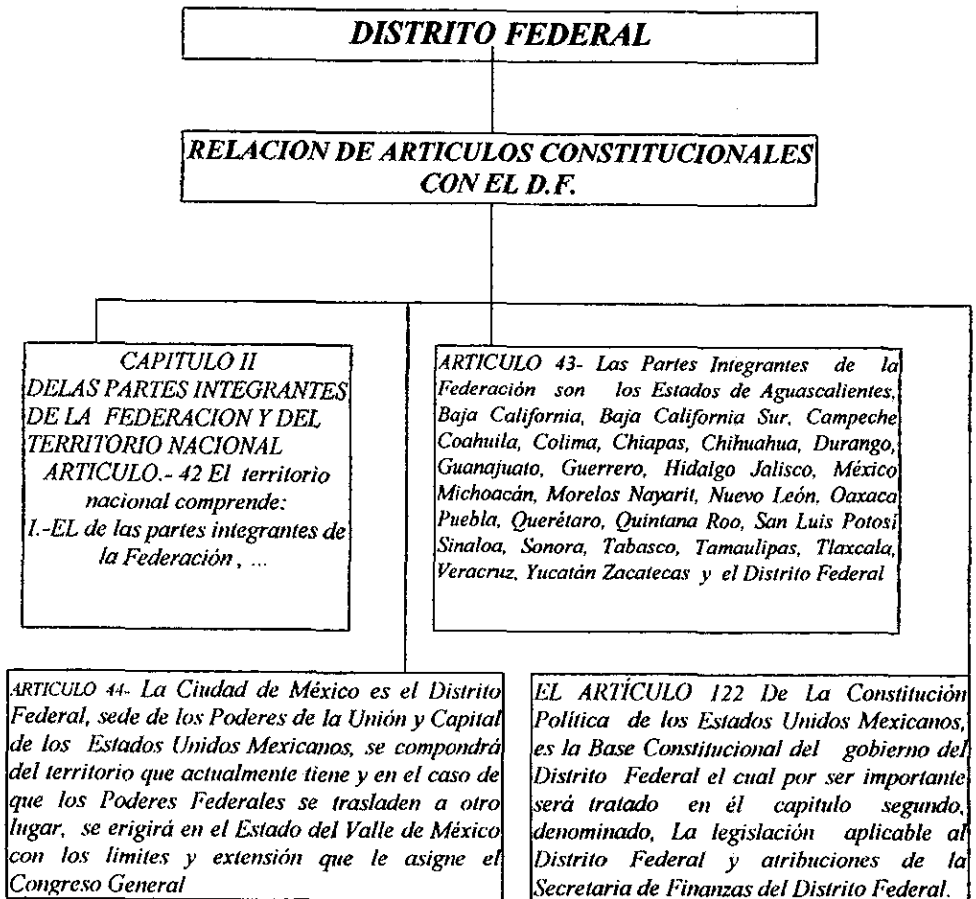 DISTRITO FEDERAL
RELACION DE ARTICULOS CONSTITUCIONALES
CON EL D.F.
CAPITULO II
DELAS PARTES INTEGRANTES
DE LA FEDERACION Y DEL
TERRITORIO NACIONAL
ARTICULO.- 42 El territorio
nacional comprende:
I.-EL de las partes integrantes de
la Federación , ...
ARTICULO 43- Las Partes Integrantes de la
Federación son los Estados de Aguascalientes,
Baja California, Baja California Sur, Campeche
Coahuila, Colima, Chiapas, Chihuahua, Durango,
Guanajuato, Guerrero, Hidalgo Jalisco, México
Michoacán, Morelos Nayarit, Nuevo León, Oaxaca
Puebla, Querétaro, Quintana Roo, San Luis Potosí
Sinaloa, Sonora, Tabasco, Tamaulipas, Tlaxcala,
Veracruz, Yucatán Zacatecas y el Distrito Federal
ARTICULO 44- La Ciudad de México es el Distrito
Federal, sede de los Poderes de la Unión y Capital
de los Estados Unidos Mexicanos, se compondrá
del territorio que actualmente tiene y en el caso de
que los Poderes Federales se trasladen a otro
lugar, se erigirá en el Estado del Valle de México
con los limites y extensión que le asigne el
Congreso General
EL ARTÍCULO 122 De La Constitución
Política de los Estados Unidos Mexicanos,
es la Base Constitucional del gobierno del
Distrito Federal el cual por ser importante
será tratado en él capitulo segundo,
denominado, La legislación aplicable al
Distrito Federal y atribuciones de la
Secretaria de Finanzas del Distrito Federal.